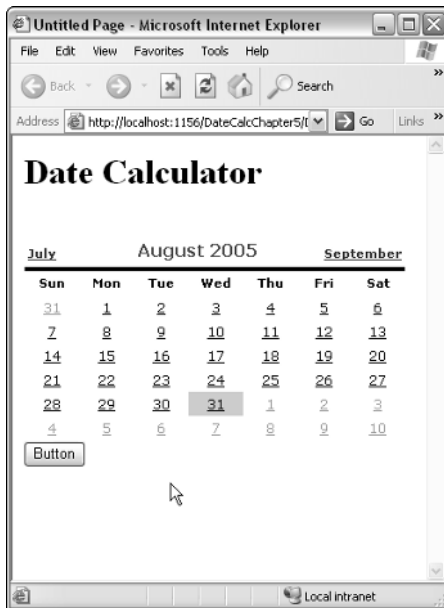 Untitled Page - Microsoft Internet Explorer
File Edit View Favorites Tools Help
Back Search »
Address http://localhost:1156/DateCalcChapter5/D Go Links »
Date Calculator
July August 2005 September
Sun Mon Tue Wed Thu Fri Sat
31 1 2 3 4 5 6
7 8 9 10 11 12 13
14 15 16 17 18 19 20
21 22 23 24 25 26 27
28 29 30 31 1 2 3
4 5 6 7 8 9 10
Button
Local intranet